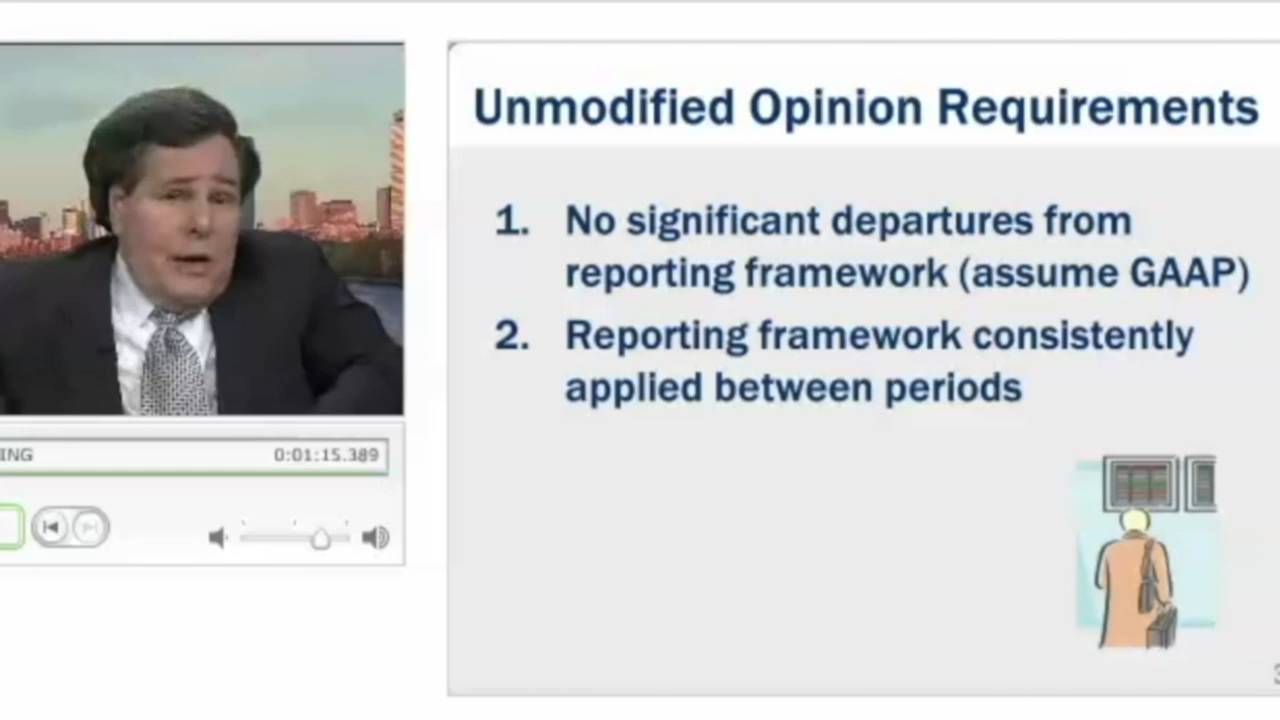 Unmodified Opinion Requirements
1. No significant departures from
reporting framework (assume GAAP)
2. Reporting framework consistently
applied between periods
ING 0:01:15.389
3